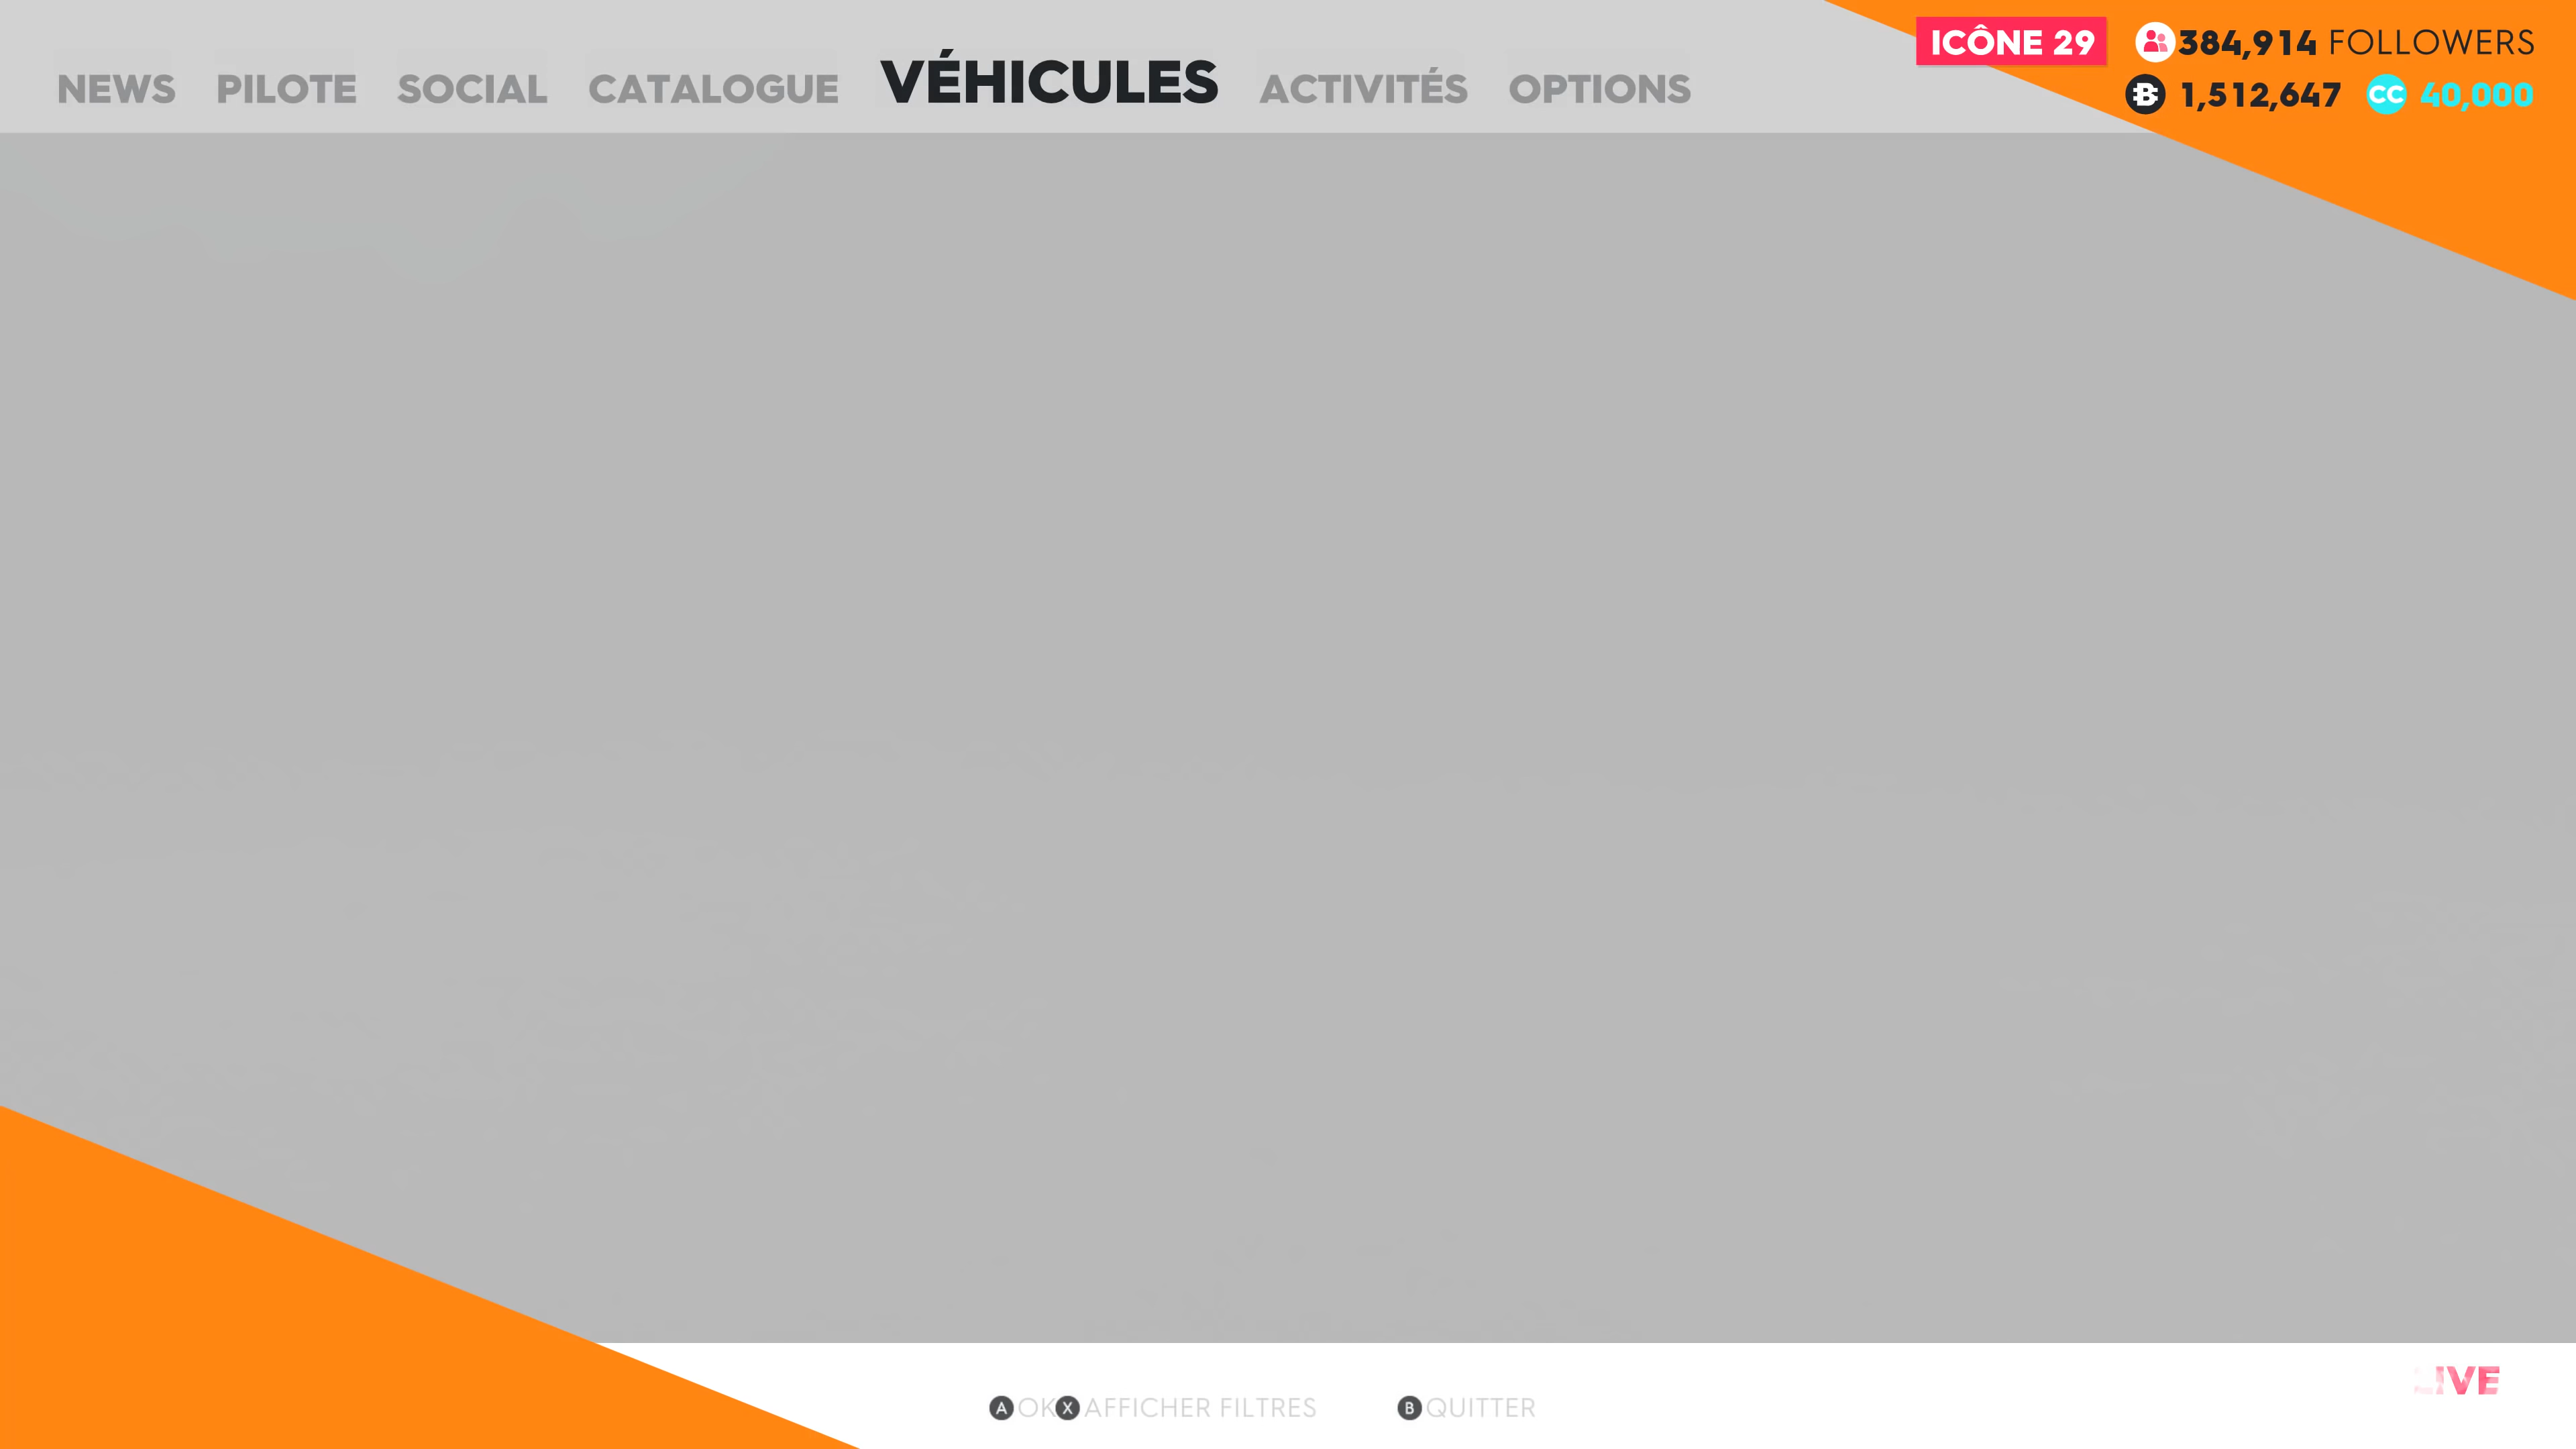 NEWS PILOTE SOCIAL CATALOGUE VÉHICULES ACTIVITÉS OPTIONS
ICÔNE 29 384,914 FOLLOWERS
B 1,512,647 CC 40,000
LIVE
A OK X AFFICHER FILTRES B QUITTER